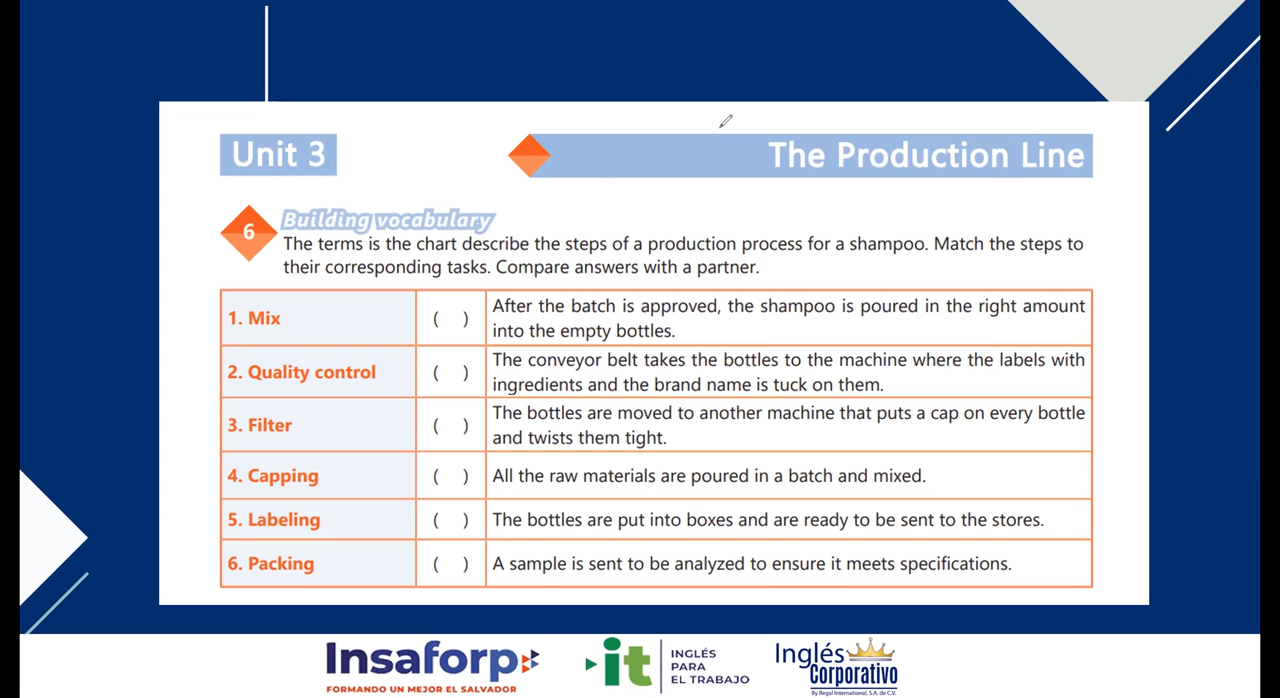 Unit 3
The Production Line
6
Building vocabulary
The terms is the chart describe the steps of a production process for a shampoo. Match the steps to
their corresponding tasks. Compare answers with a partner.
1. Mix ( ) After the batch is approved, the shampoo is poured in the right amount
into the empty bottles.
2. Quality control ( ) The conveyor belt takes the bottles to the machine where the labels with
ingredients and the brand name is tuck on them.
3. Filter ( ) The bottles are moved to another machine that puts a cap on every bottle
and twists them tight.
4. Capping ( ) All the raw materials are poured in a batch and mixed.
5. Labeling ( ) The bottles are put into boxes and are ready to be sent to the stores.
6. Packing ( ) A sample is sent to be analyzed to ensure it meets specifications.
Insaforp
FORMANDO UN MEJOR EL SALVADOR
it
INGLÉS
PARA
EL TRABAJO
Inglés
Corporativo
By Regal International, S.A. de C.V.